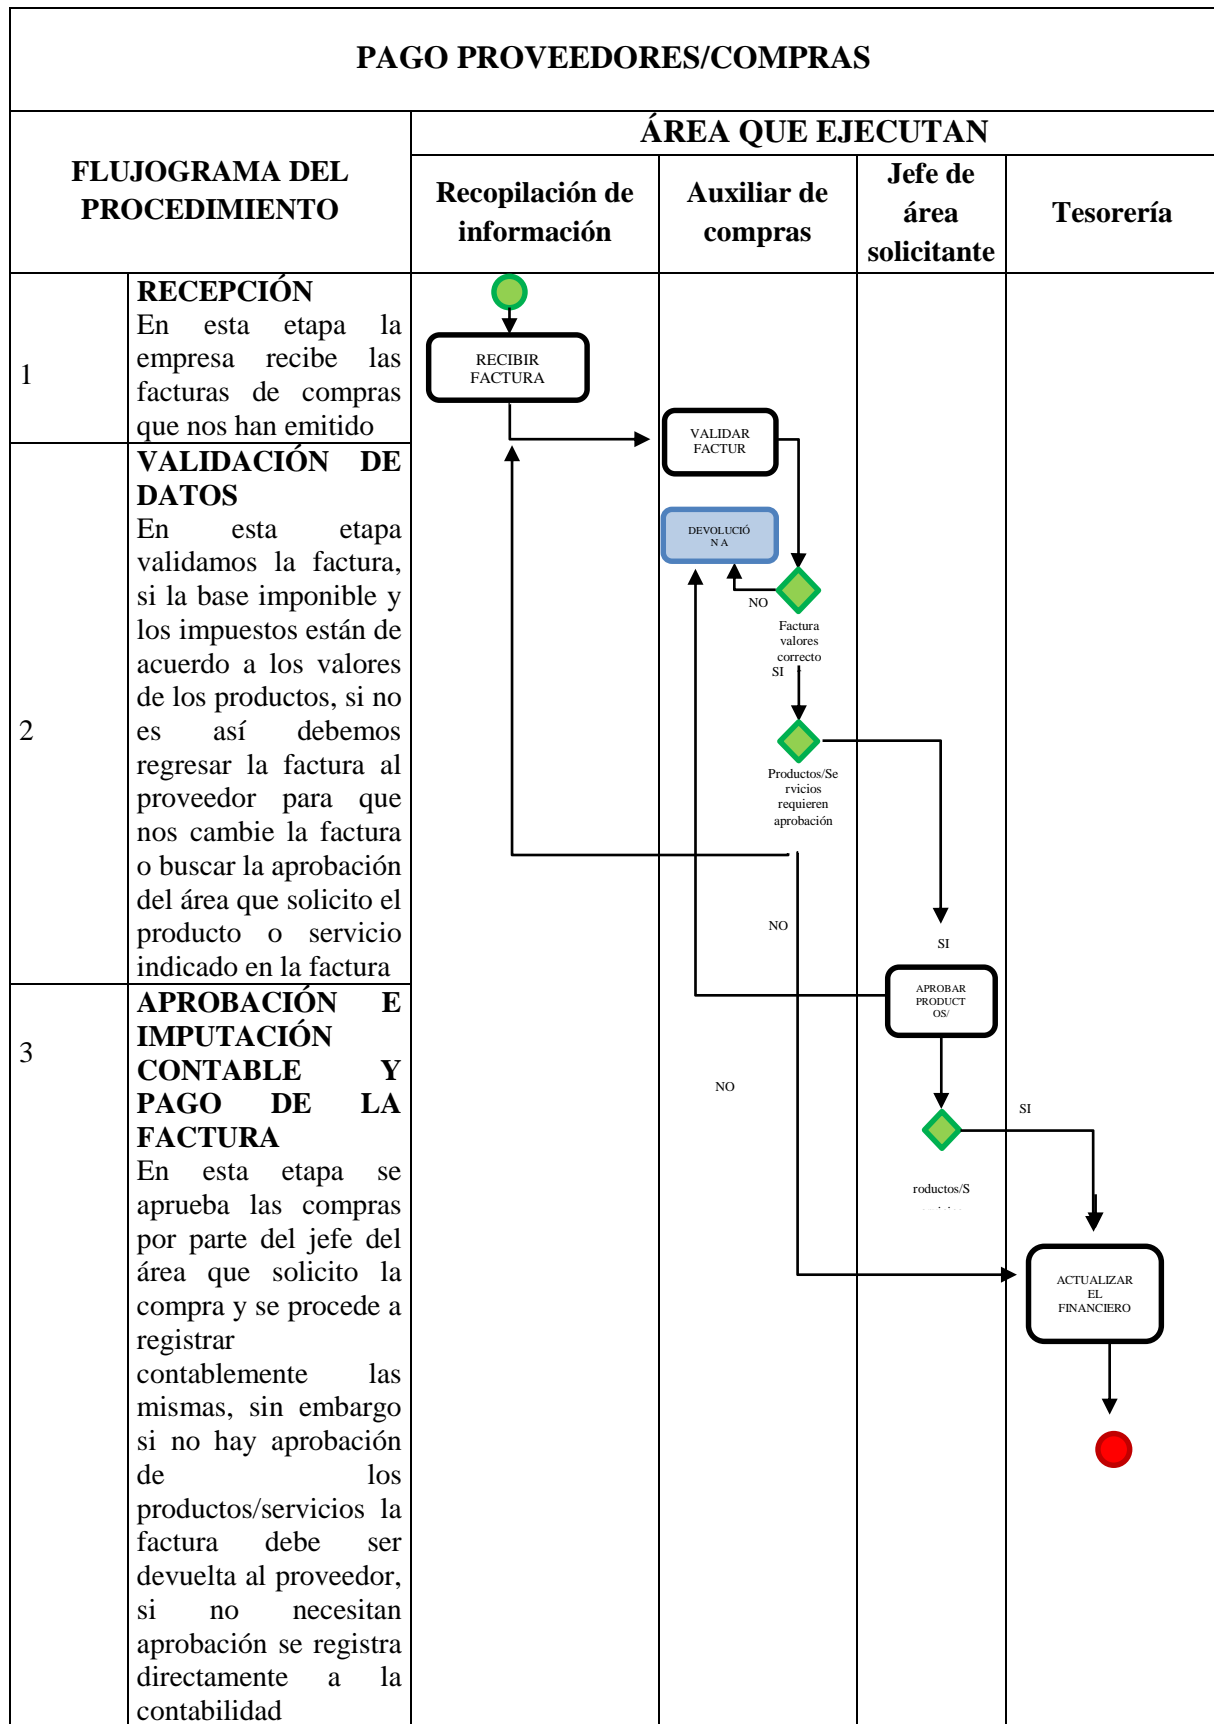 PAGO PROVEEDORES/COMPRAS
FLUJOGRAMA DEL
PROCEDIMIENTO
ÁREA QUE EJECUTAN
Recopilación de
información
Auxiliar de
compras
Jefe de
área
solicitante
Tesorería
1
RECEPCIÓN
En esta etapa la
empresa recibe las
facturas de compras
que nos han emitido
2
VALIDACIÓN DE
DATOS
En esta etapa
validamos la factura,
si la base imponible y
los impuestos están de
acuerdo a los valores
de los productos, si no
es así debemos
regresar la factura al
proveedor para que
nos cambie la factura
o buscar la aprobación
del área que solicito el
producto o servicio
indicado en la factura
3
APROBACIÓN E
IMPUTACIÓN
CONTABLE Y
PAGO DE LA
FACTURA
En esta etapa se
aprueba las compras
por parte del jefe del
área que solicito la
compra y se procede a
registrar
contablemente las
mismas, sin embargo
si no hay aprobación
de los
productos/servicios la
factura debe ser
devuelta al proveedor,
si no necesitan
aprobación se registra
directamente a la
contabilidad
RECIBIR
FACTURA
VALIDAR
FACTUR
DEVOLUCIÓ
N A
NO
Factura
valores
correcto
SI
Productos/Se
rvicios
requieren
aprobación
NO
SI
APROBAR
PRODUCT
OS/
NO
SI
roductos/S
ACTUALIZAR
EL
FINANCIERO